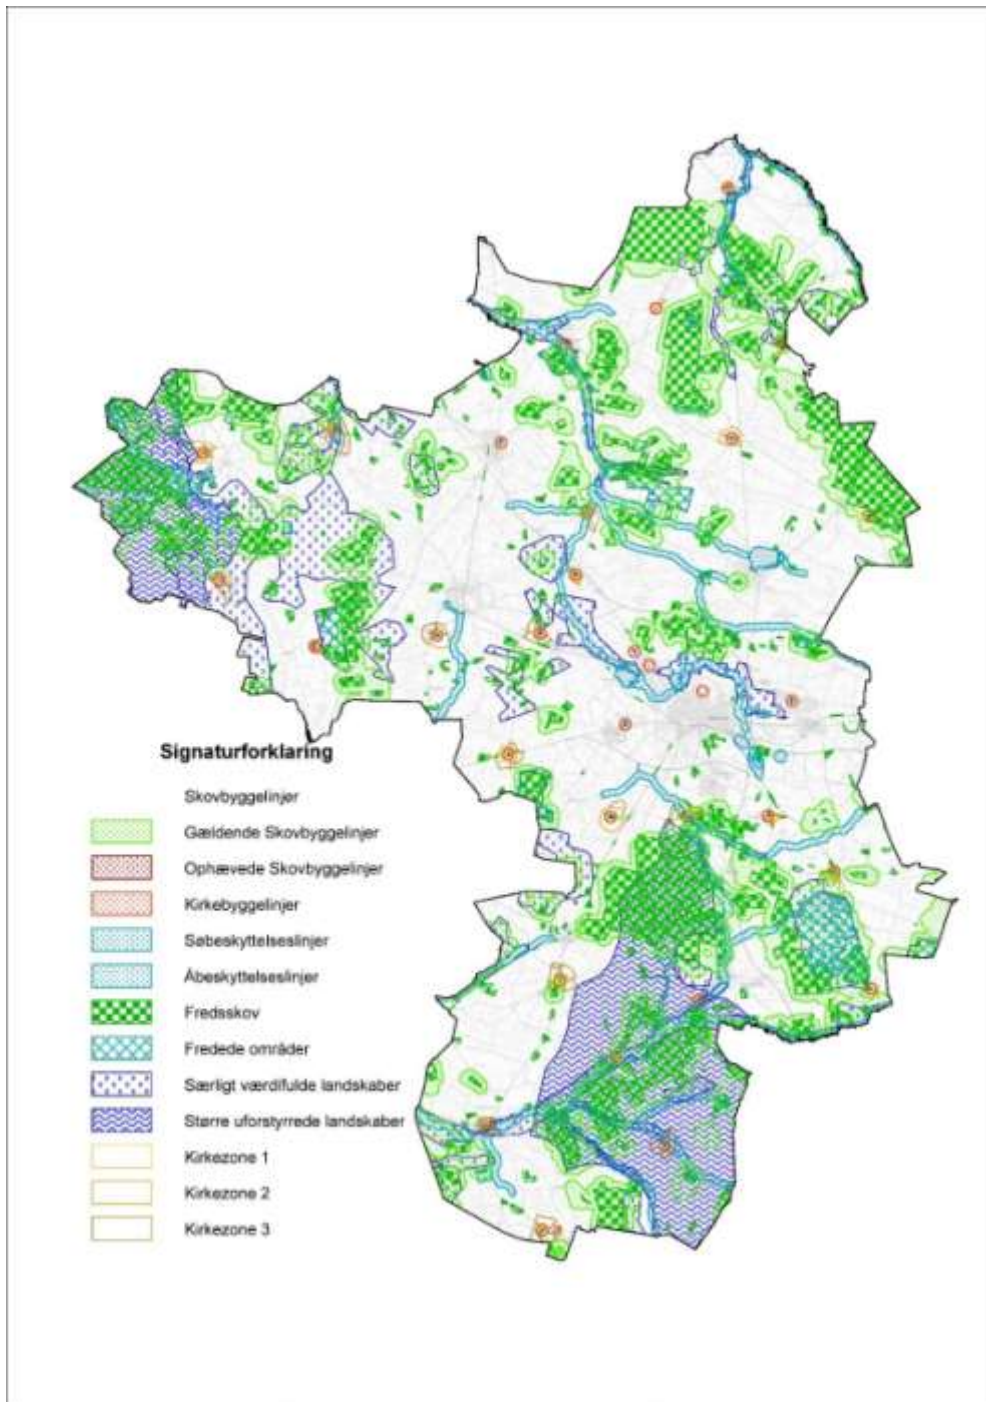 Signaturforklaring
Skovbyggelinjer
Gældende Skovbyggelinjer
Ophævede Skovbyggelinjer
Kirkebyggelinjer
Søbeskyttelseslinjer
Åbeskyttelseslinjer
Fredsskov
Fredede områder
Særligt værdifulde landskaber
Større uforstyrrede landskaber
Kirkezone 1
Kirkezone 2
Kirkezone 3